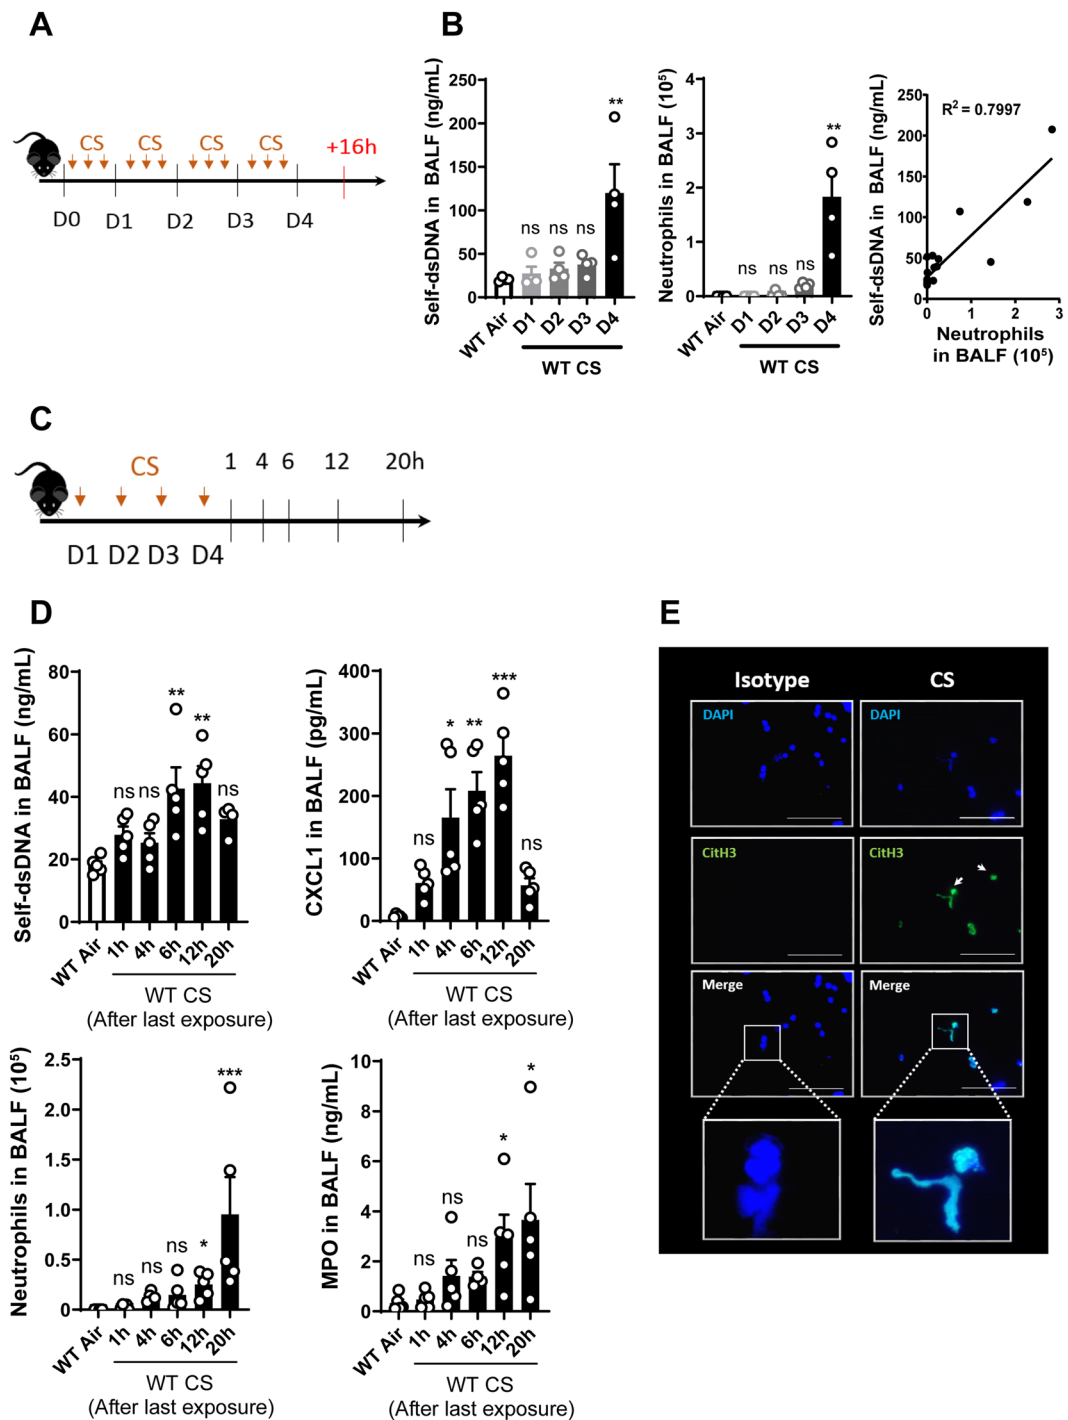 A
CS CS CS CS
+16h
D0 D1 D2 D3 D4
B
Self-dsDNA in BALF (ng/mL)
250
200
150
100
50
0
ns ns ns **
WT Air D1 D2 D3 D4
WT CS
Neutrophils in BALF (10⁵)
4
3
2
1
0
ns ns ns **
WT Air D1 D2 D3 D4
WT CS
Self-dsDNA in BALF (ng/mL)
250
200
150
100
50
0
R² = 0.7997
0 1 2 3
Neutrophils
in BALF (10⁵)
C
CS 1 4 6 12 20h
D1 D2 D3 D4
D
Self-dsDNA in BALF (ng/mL)
80
60
40
20
0
ns ns ** ** ns
WT Air 1h 4h 6h 12h 20h
WT CS
(After last exposure)
CXCL1 in BALF (pg/mL)
400
300
200
100
0
ns * ** *** ns
WT Air 1h 4h 6h 12h 20h
WT CS
(After last exposure)
Neutrophils in BALF (10⁵)
2.5
2.0
1.5
1.0
0.5
0
ns ns ns * ***
WT Air 1h 4h 6h 12h 20h
WT CS
(After last exposure)
MPO in BALF (ng/mL)
10
8
6
4
2
0
ns ns ns * *
WT Air 1h 4h 6h 12h 20h
WT CS
(After last exposure)
E
Isotype CS
DAPI DAPI
CitH3 CitH3
Merge Merge